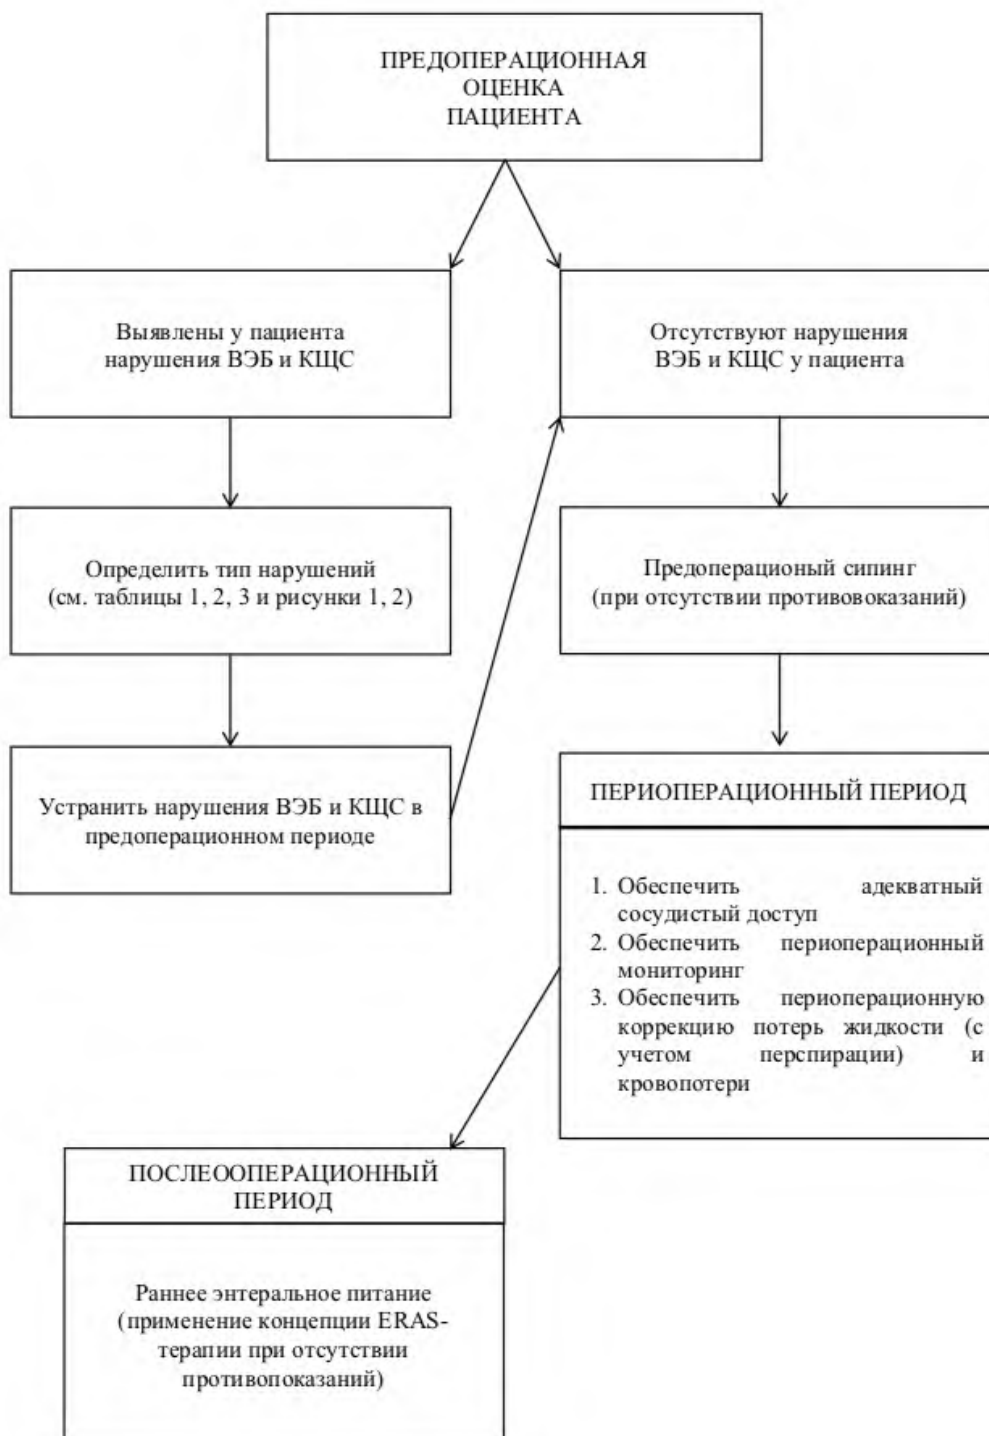 ПРЕДОПЕРАЦИОННАЯ
ОЦЕНКА
ПАЦИЕНТА
Выявлены у пациента
нарушения ВЭБ и КЩС
Отсутствуют нарушения
ВЭБ и КЩС у пациента
Определить тип нарушений
(см. таблицы 1, 2, 3 и рисунки 1, 2)
Предоперационый сипинг
(при отсутствии противовоказаний)
Устранить нарушения ВЭБ и КЩС в
предоперационном периоде
ПЕРИОПЕРАЦИОННЫЙ ПЕРИОД
1. Обеспечить адекватный
сосудистый доступ
2. Обеспечить периоперационный
мониторинг
3. Обеспечить периоперационную
коррекцию потерь жидкости (с
учетом перспирации) и
кровопотери
ПОСЛЕООПЕРАЦИОННЫЙ
ПЕРИОД
Раннее энтеральное питание
(применение концепции ERAS-
терапии при отсутствии
противопоказаний)